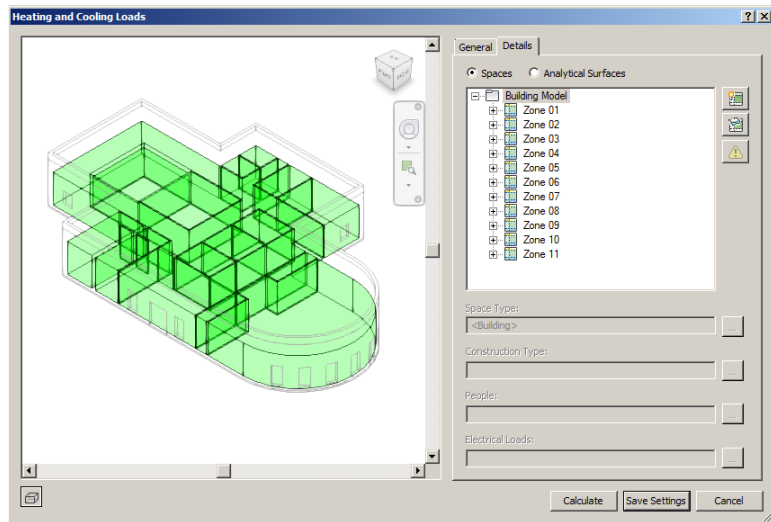 Heating and Cooling Loads
General
Details
Spaces
Analytical Surfaces
Building Model
Zone 01
Zone 02
Zone 03
Zone 04
Zone 05
Zone 06
Zone 07
Zone 08
Zone 09
Zone 10
Zone 11
Space Type:
<Building>
...
Construction Type:
...
People:
...
Electrical Loads:
...
Calculate
Save Settings
Cancel